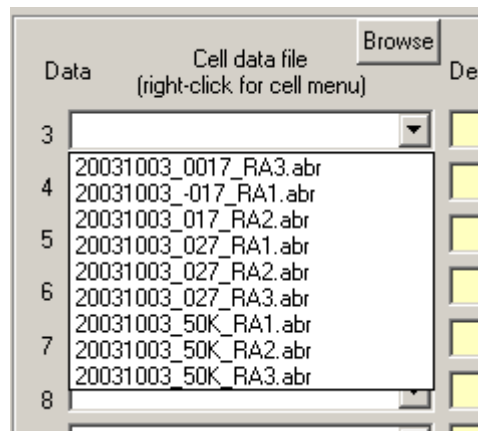 Browse
Data
Cell data file
(right-click for cell menu)
De
3
20031003_0017_RA3.abr
4
20031003_-017_RA1.abr
20031003_017_RA2.abr
5
20031003_027_RA1.abr
20031003_027_RA2.abr
6
20031003_027_RA3.abr
20031003_50K_RA1.abr
7
20031003_50K_RA2.abr
20031003_50K_RA3.abr
8